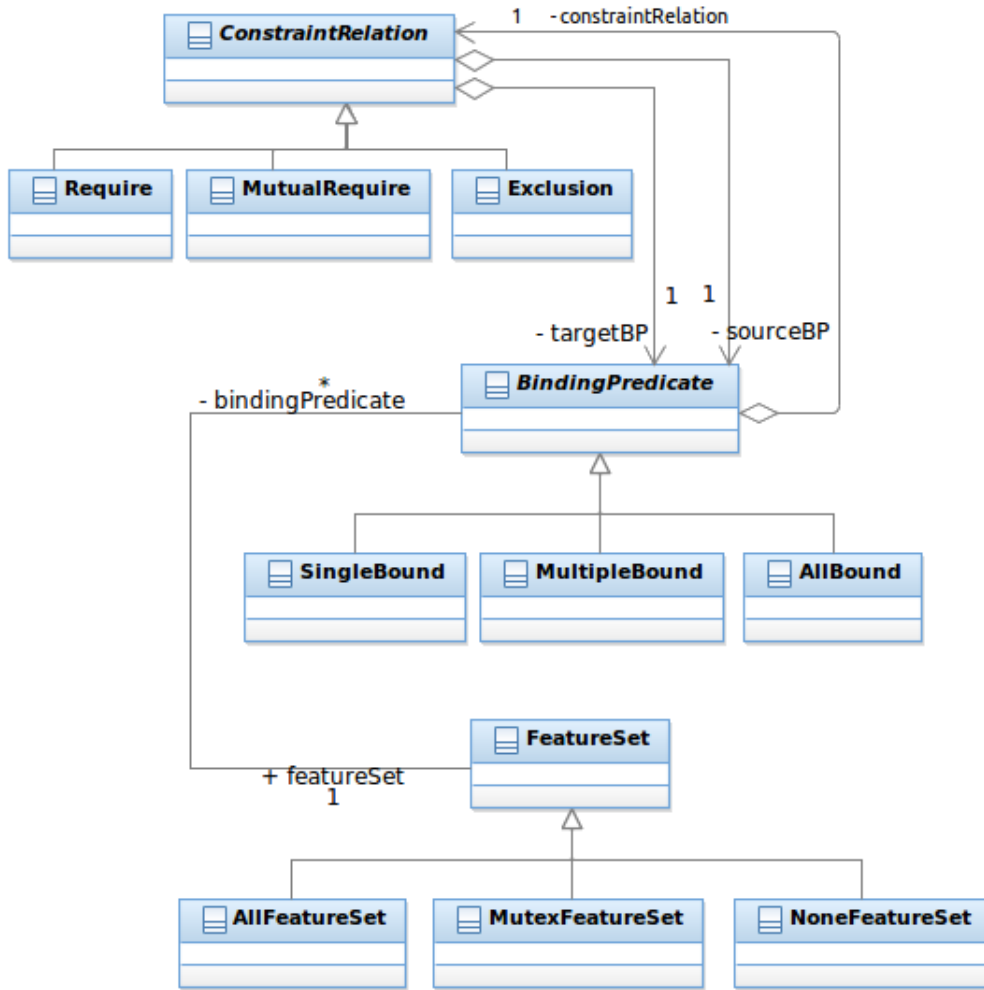 1 - constraintRelation
ConstraintRelation
Require
MutualRequire
Exclusion
1
1
- targetBP
- sourceBP
BindingPredicate
*
- bindingPredicate
SingleBound
MultipleBound
AllBound
FeatureSet
+ featureSet
1
AllFeatureSet
MutexFeatureSet
NoneFeatureSet